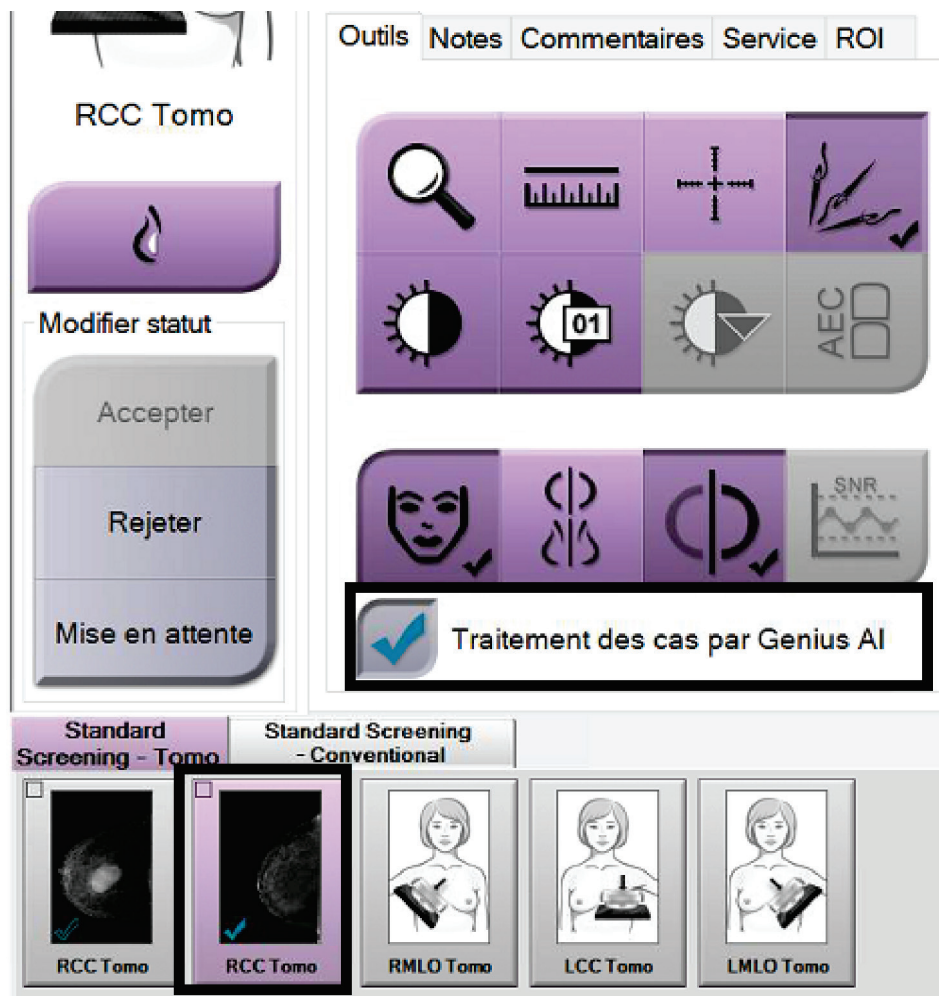 Outils Notes Commentaires Service ROI
RCC Tomo
01
AEC
Modifier statut
Accepter
Rejeter
Mise en attente
SNR
Traitement des cas par Genius AI
Standard
Screening - Tomo
Standard Screening
- Conventional
RCC Tomo
RCC Tomo
RMLO Tomo
LCC Tomo
LMLO Tomo